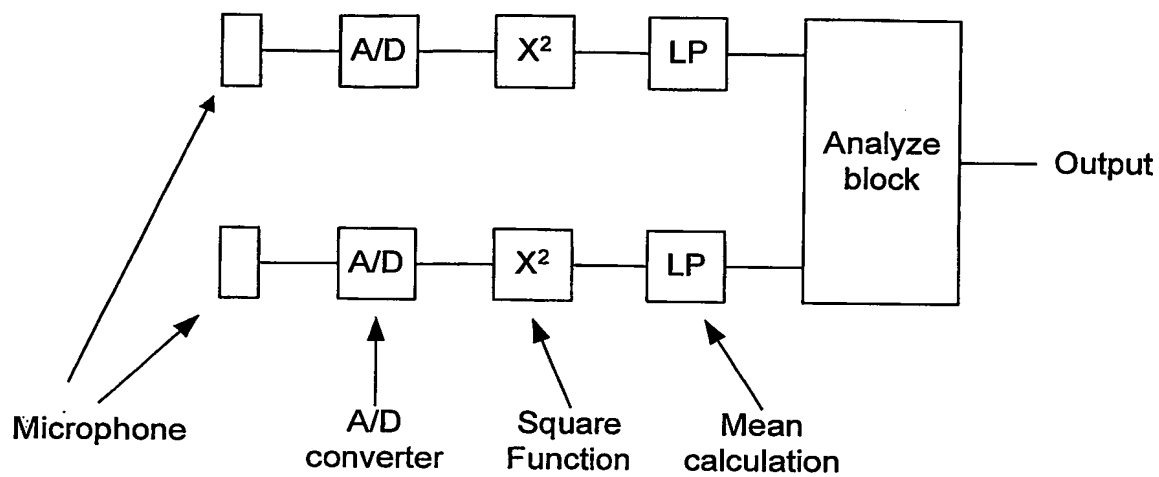 A/D
X²
LP
Analyze
block
Output
A/D
X²
LP
Microphone
A/D
converter
Square
Function
Mean
calculation